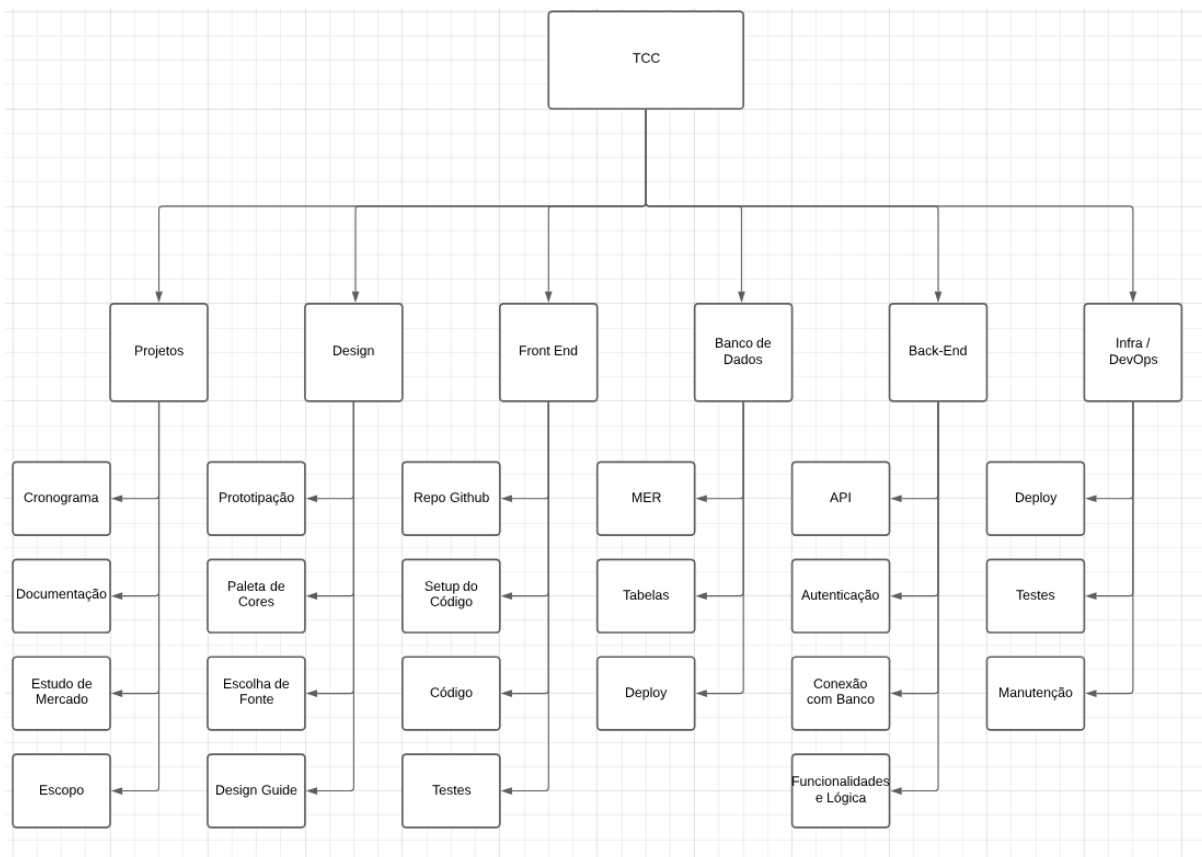 TCC
Projetos
Design
Front End
Banco de
Dados
Back-End
Infra /
DevOps
Cronograma
Prototipação
Repo Github
MER
API
Deploy
Documentação
Paleta de
Cores
Setup do
Código
Tabelas
Autenticação
Testes
Estudo de
Mercado
Escolha de
Fonte
Código
Deploy
Conexão
com Banco
Manutenção
Escopo
Design Guide
Testes
Funcionalidades
e Lógica